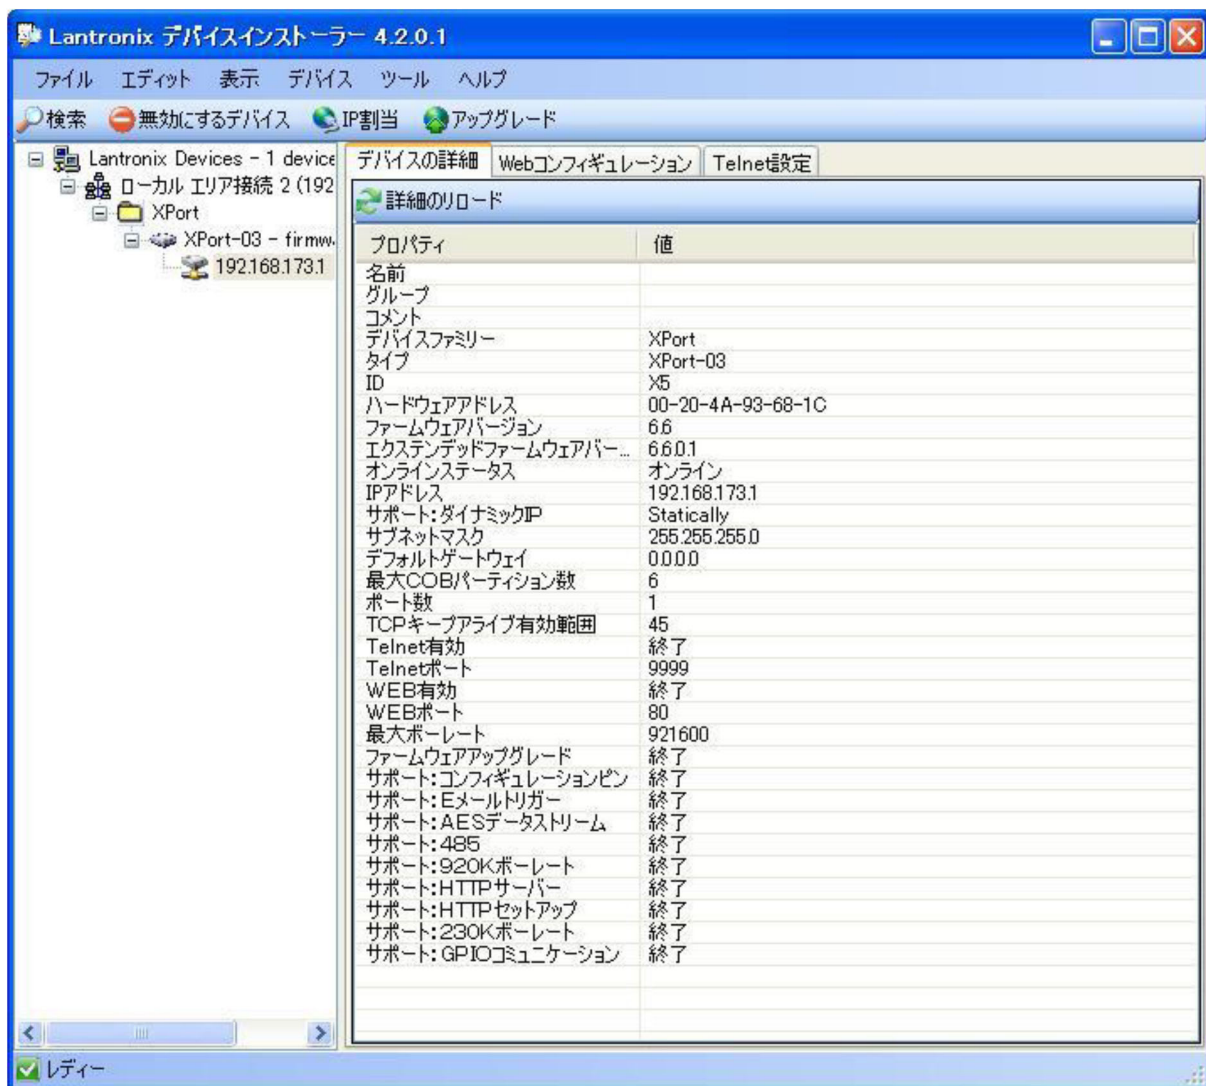 Lantronix デバイスインストーラー 4.2.0.1
ファイル エディット 表示 デバイス ツール ヘルプ
検索 無効にするデバイス IP割当 アップグレード
Lantronix Devices - 1 device
ローカル エリア接続 2 (192
XPort
XPort-03 - firmw
192.168.173.1
デバイスの詳細 Webコンフィギュレーション Telnet設定
詳細のリロード
プロパティ 値
名前
グループ
コメント
デバイスファミリー XPort
タイプ XPort-03
ID X5
ハードウェアアドレス 00-20-4A-93-68-1C
ファームウェアバージョン 6.6
エクステンデッドファームウェアバー... 6.6.0.1
オンラインステータス オンライン
IPアドレス 192.168.173.1
サポート:ダイナミックIP Statically
サブネットマスク 255.255.255.0
デフォルトゲートウェイ 0.0.0.0
最大COBパーティション数 6
ポート数 1
TCPキープアライブ有効範囲 45
Telnet有効 終了
Telnetポート 9999
WEB有効 終了
WEBポート 80
最大ボーレート 921600
ファームウェアアップグレード 終了
サポート:コンフィギュレーションピン 終了
サポート:Eメールトリガー 終了
サポート:AESデータストリーム 終了
サポート:485 終了
サポート:920Kボーレート 終了
サポート:HTTPサーバー 終了
サポート:HTTPセットアップ 終了
サポート:230Kボーレート 終了
サポート:GPIOコミュニケーション 終了
レディー